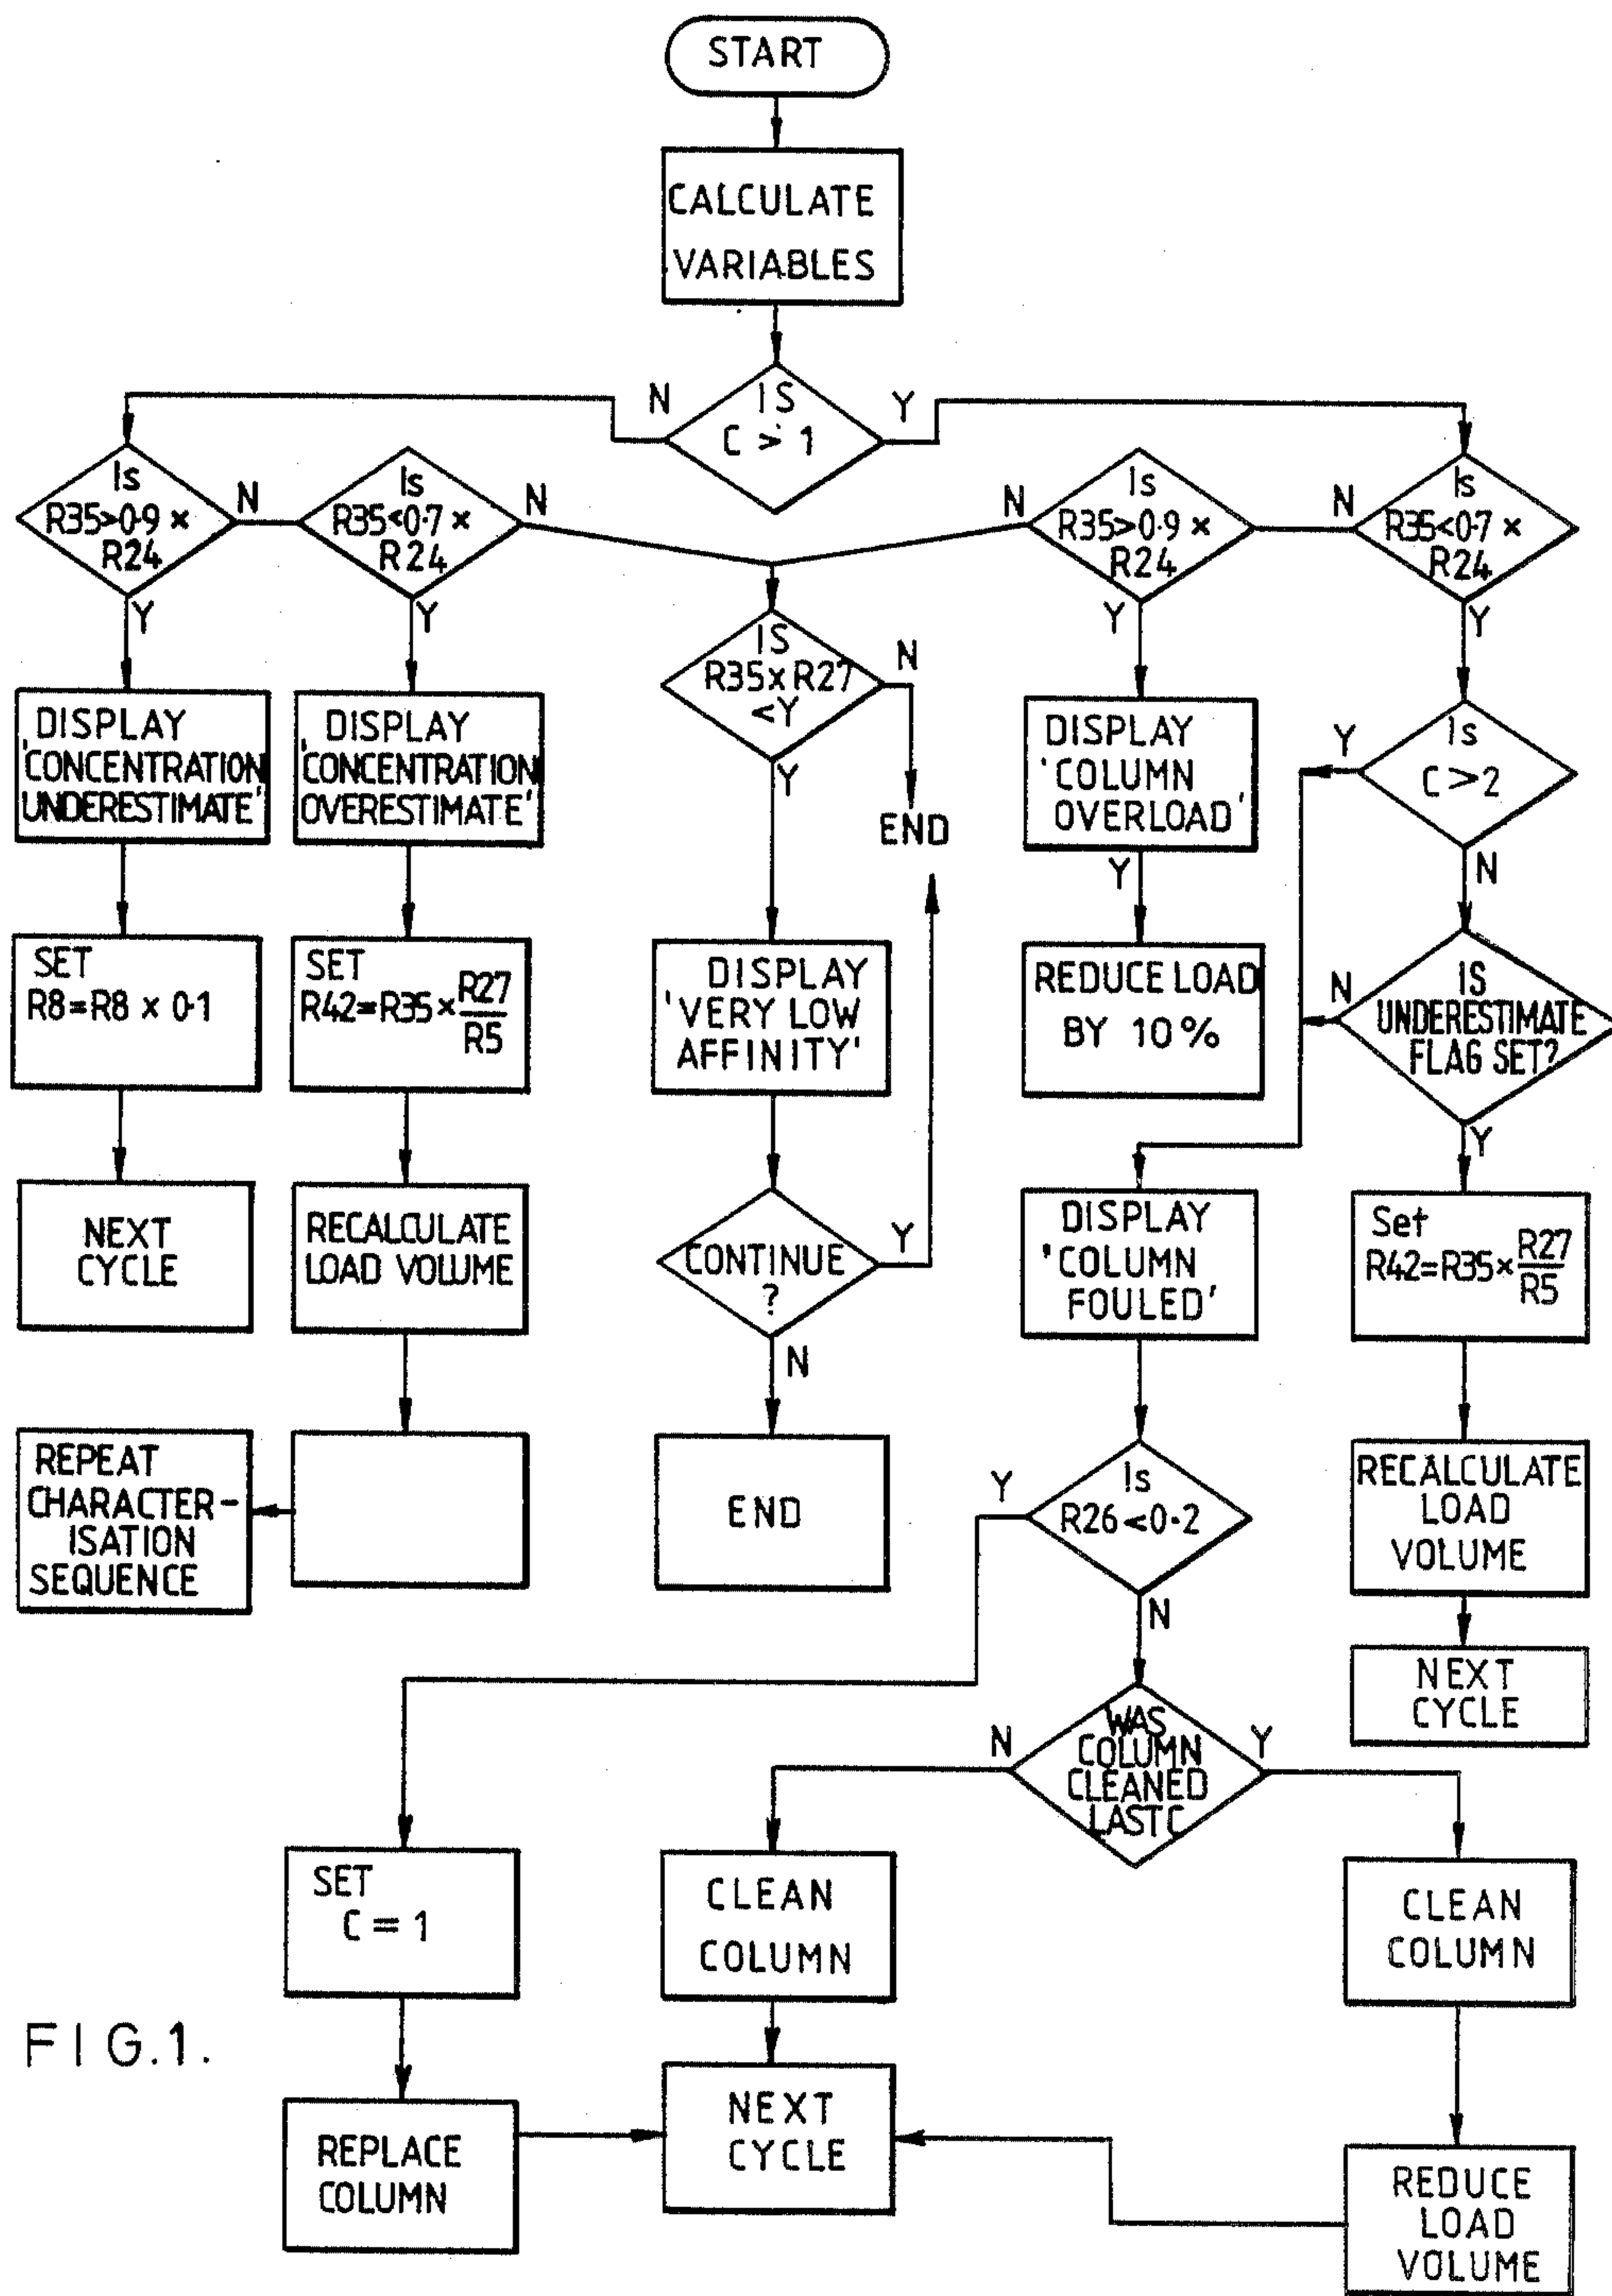 START
CALCULATE
VARIABLES
N
IS
C > 1
Y
Is
R35>0·9 ×
R24
N
Y
Is
R35<0·7 ×
R24
N
Y
IS
R35× R27
<Y
N
Y
N
Is
R35>0·9 ×
R24
Y
N
Is
R35<0·7 ×
R24
Y
DISPLAY
'CONCENTRATION
UNDERESTIMATE'
DISPLAY
'CONCENTRATION
OVERESTIMATE'
END
DISPLAY
'COLUMN
OVERLOAD'
Y
Y
Is
C > 2
N
SET
R8=R8 × 0·1
SET
R42=R35 × R27
R5
DISPLAY
'VERY LOW
AFFINITY'
REDUCE LOAD
BY 10 %
N
IS
UNDERESTIMATE
FLAG SET?
Y
NEXT
CYCLE
RECALCULATE
LOAD VOLUME
CONTINUE
?
Y
N
DISPLAY
'COLUMN
FOULED'
Set
R42=R35× R27
R5
REPEAT
CHARACTER-
ISATION
SEQUENCE
END
Y
Is
R26<0·2
N
RECALCULATE
LOAD
VOLUME
NEXT
CYCLE
N
WAS
COLUMN
CLEANED
LAST C
Y
SET
C = 1
CLEAN
COLUMN
CLEAN
COLUMN
FIG.1.
REPLACE
COLUMN
NEXT
CYCLE
REDUCE
LOAD
VOLUME